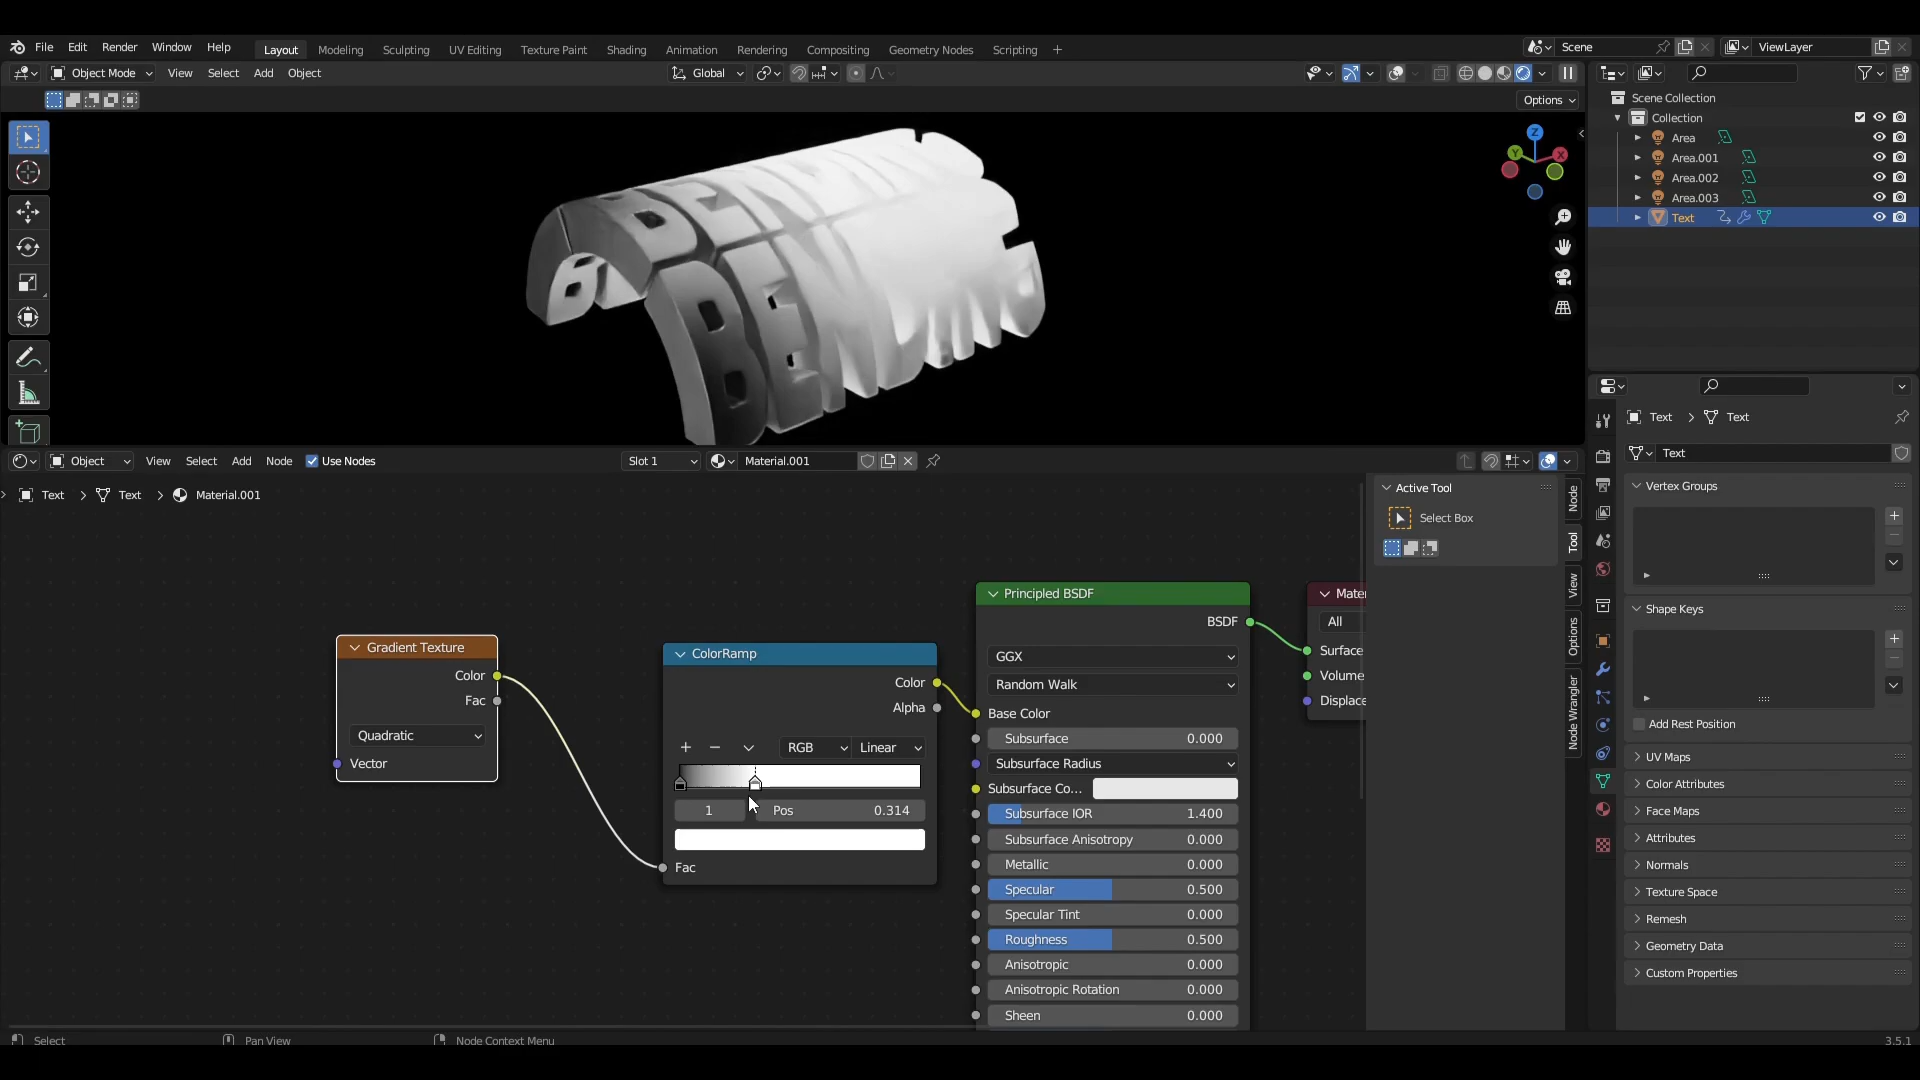 File Edit Render Window Help Layout Modeling Sculpting UV Editing Texture Paint Shading Animation Rendering Compositing Geometry Nodes Scripting + Scene ViewLayer
Object Mode View Select Add Object Global
Options
Z
Y X
Scene Collection
Collection
Area
Area.001
Area.002
Area.003
Text
Text > Text
Text
Vertex Groups
Shape Keys
Add Rest Position
UV Maps
Color Attributes
Face Maps
Attributes
Normals
Texture Space
Remesh
Geometry Data
Custom Properties
Object View Select Add Node Use Nodes Slot 1 Material.001
Text > Text > Material.001
Active Tool
Select Box
Node
Tool
View
Options
Node Wrangler
Gradient Texture
Color
Fac
Quadratic
Vector
ColorRamp
Color
Alpha
RGB Linear
1 Pos 0.314
Fac
Principled BSDF
BSDF
GGX
Random Walk
Base Color
Subsurface 0.000
Subsurface Radius
Subsurface Co...
Subsurface IOR 1.400
Subsurface Anisotropy 0.000
Metallic 0.000
Specular 0.500
Specular Tint 0.000
Roughness 0.500
Anisotropic 0.000
Anisotropic Rotation 0.000
Sheen 0.000
Mater
All
Surface
Volume
Displace
Select Pan View Node Context Menu 3.5.1